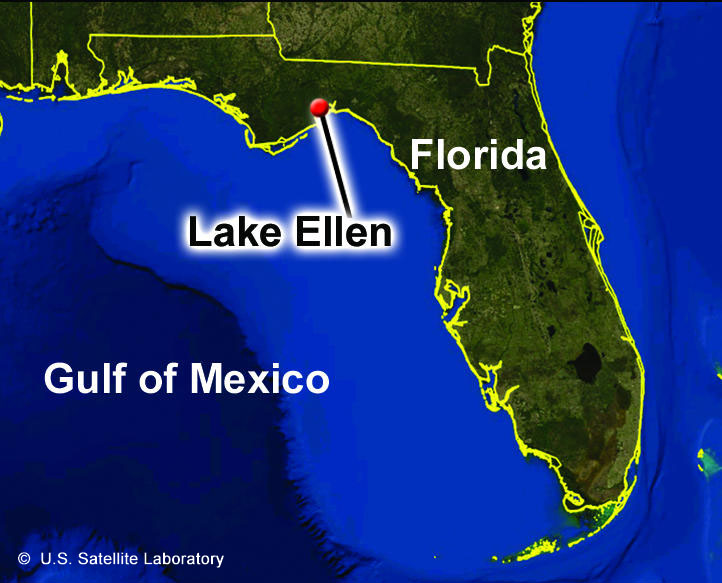 Florida
Lake Ellen
Gulf of Mexico
© U.S. Satellite Laboratory